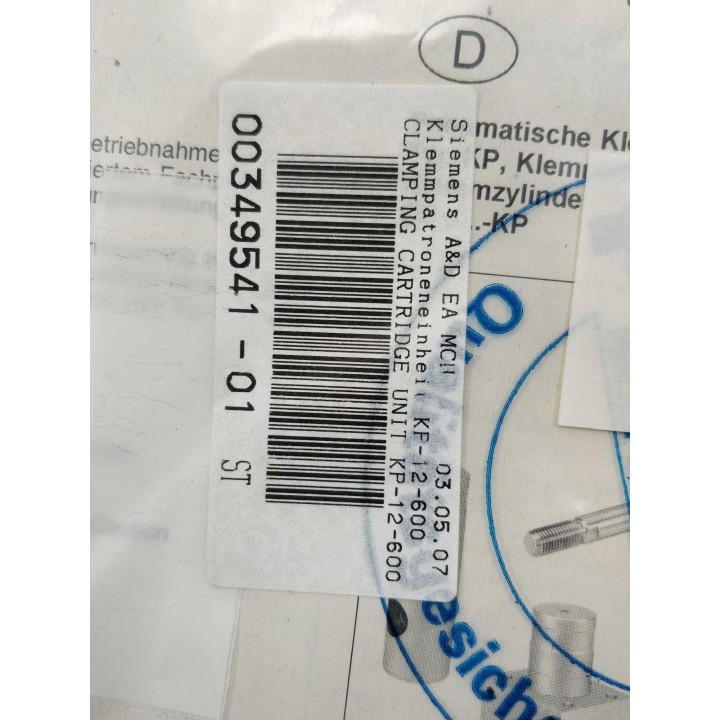 D
Siemens A&D EA MCH 03.05.07
Klemmpatroneneinheit KP-12-600
CLAMPING CARTRIDGE UNIT KP-12-600
00349541-01 ST
etriebnahme
matische Kl
KP, Klemp
mzylinde
-KP